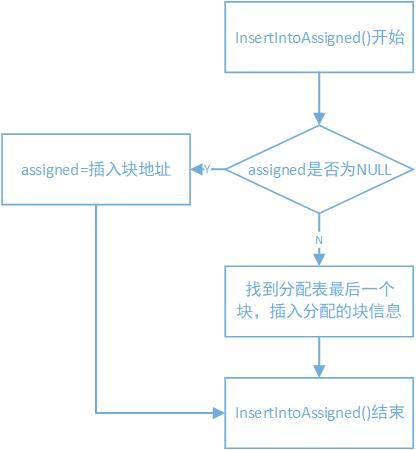 InsertIntoAssigned()开始
assigned是否为NULL
Y
assigned=插入块地址
N
找到分配表最后一个
块，插入分配的块信息
InsertIntoAssigned()结束